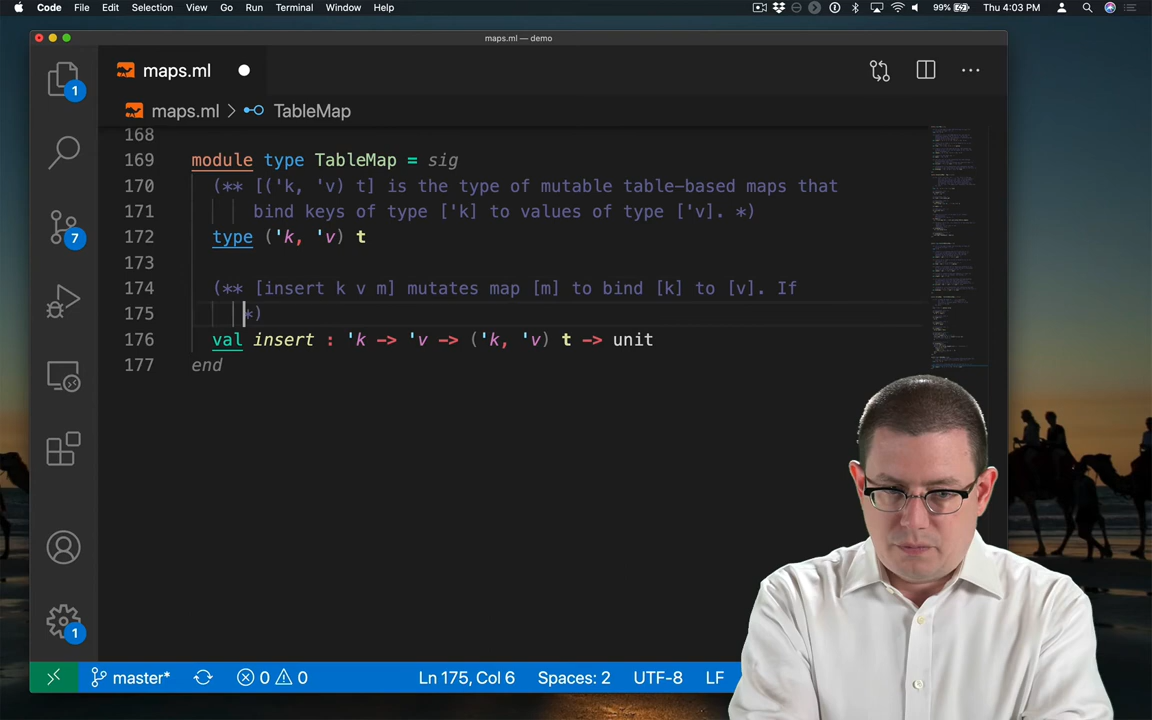 Code File Edit Selection View Go Run Terminal Window Help 99% Thu 4:03 PM
maps.ml — demo
1 maps.ml
maps.ml > TableMap
168
169 module type TableMap = sig
170 (** [('k, 'v) t] is the type of mutable table-based maps that
171 bind keys of type ['k] to values of type ['v]. *)
172 type ('k, 'v) t
173
174 (** [insert k v m] mutates map [m] to bind [k] to [v]. If
175 *)
176 val insert : 'k -> 'v -> ('k, 'v) t -> unit
177 end
7
1
master* 0 0 Ln 175, Col 6 Spaces: 2 UTF-8 LF